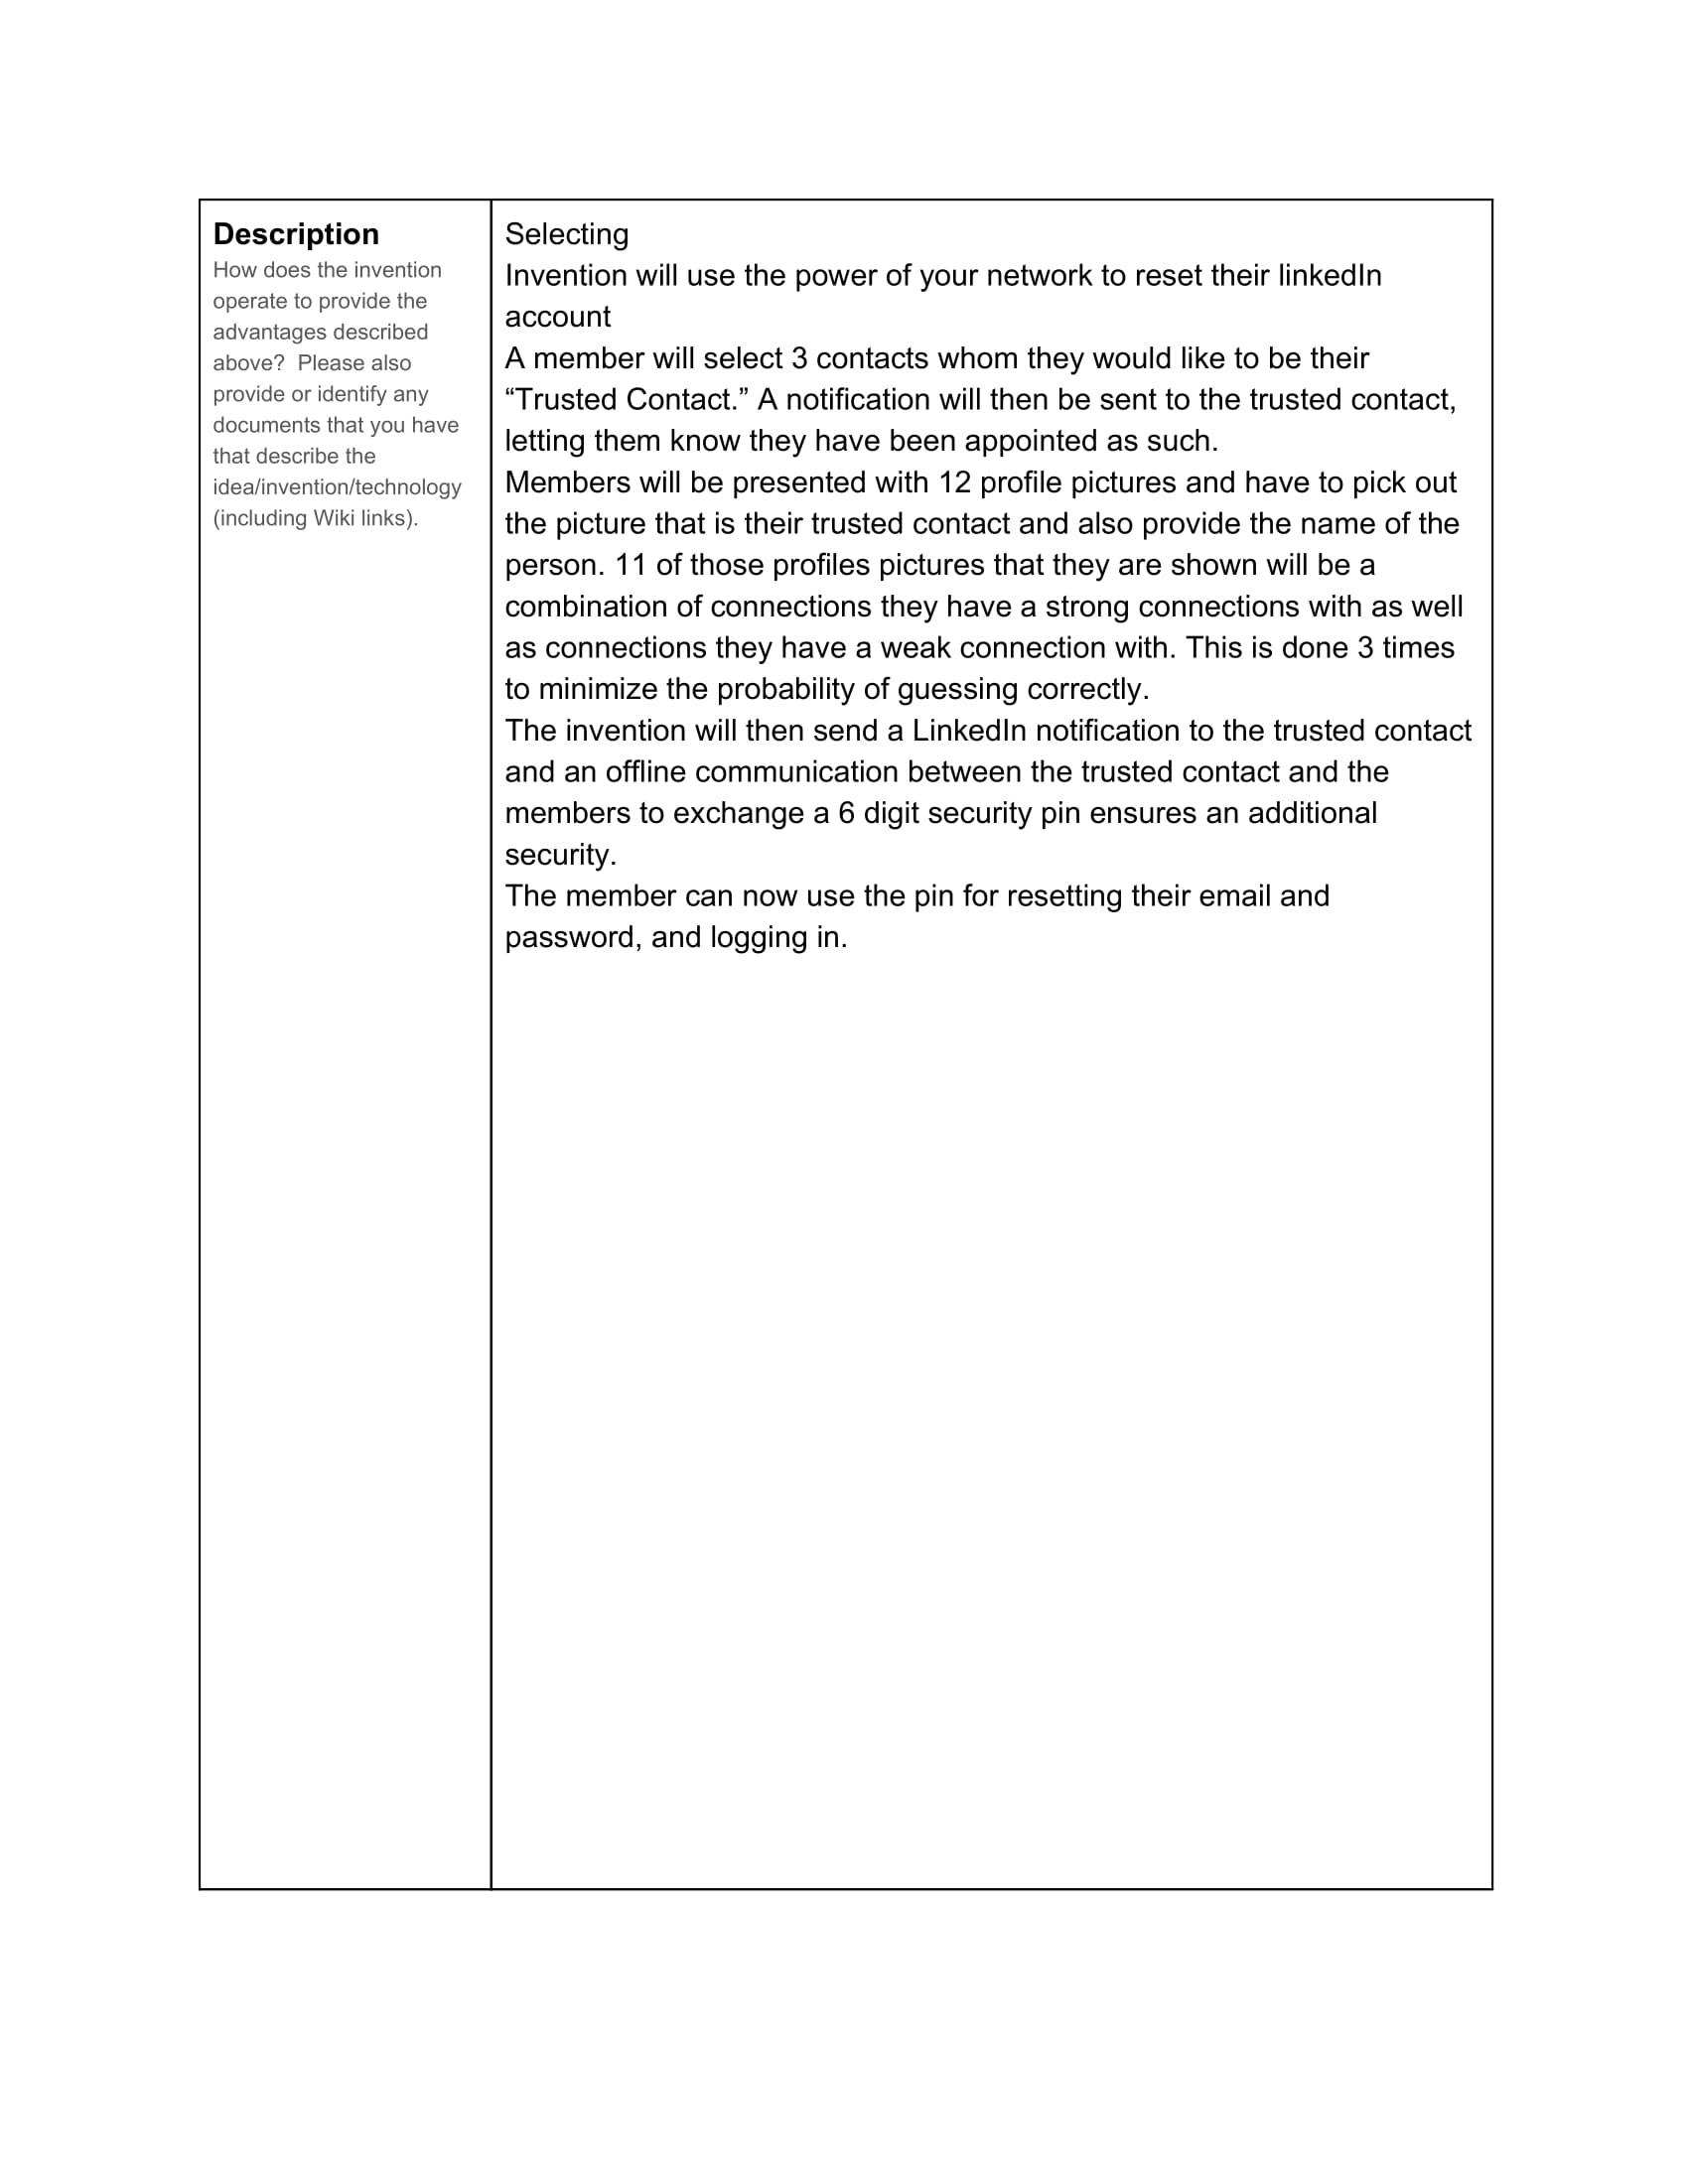 Description
How does the invention
operate to provide the
advantages described
above?  Please also
provide or identify any
documents that you have
that describe the
idea/invention/technology
(including Wiki links).
Selecting
Invention will use the power of your network to reset their linkedIn
account
A member will select 3 contacts whom they would like to be their
“Trusted Contact.” A notification will then be sent to the trusted contact,
letting them know they have been appointed as such.
Members will be presented with 12 profile pictures and have to pick out
the picture that is their trusted contact and also provide the name of the
person. 11 of those profiles pictures that they are shown will be a
combination of connections they have a strong connections with as well
as connections they have a weak connection with. This is done 3 times
to minimize the probability of guessing correctly.
The invention will then send a LinkedIn notification to the trusted contact
and an offline communication between the trusted contact and the
members to exchange a 6 digit security pin ensures an additional
security.
The member can now use the pin for resetting their email and
password, and logging in.